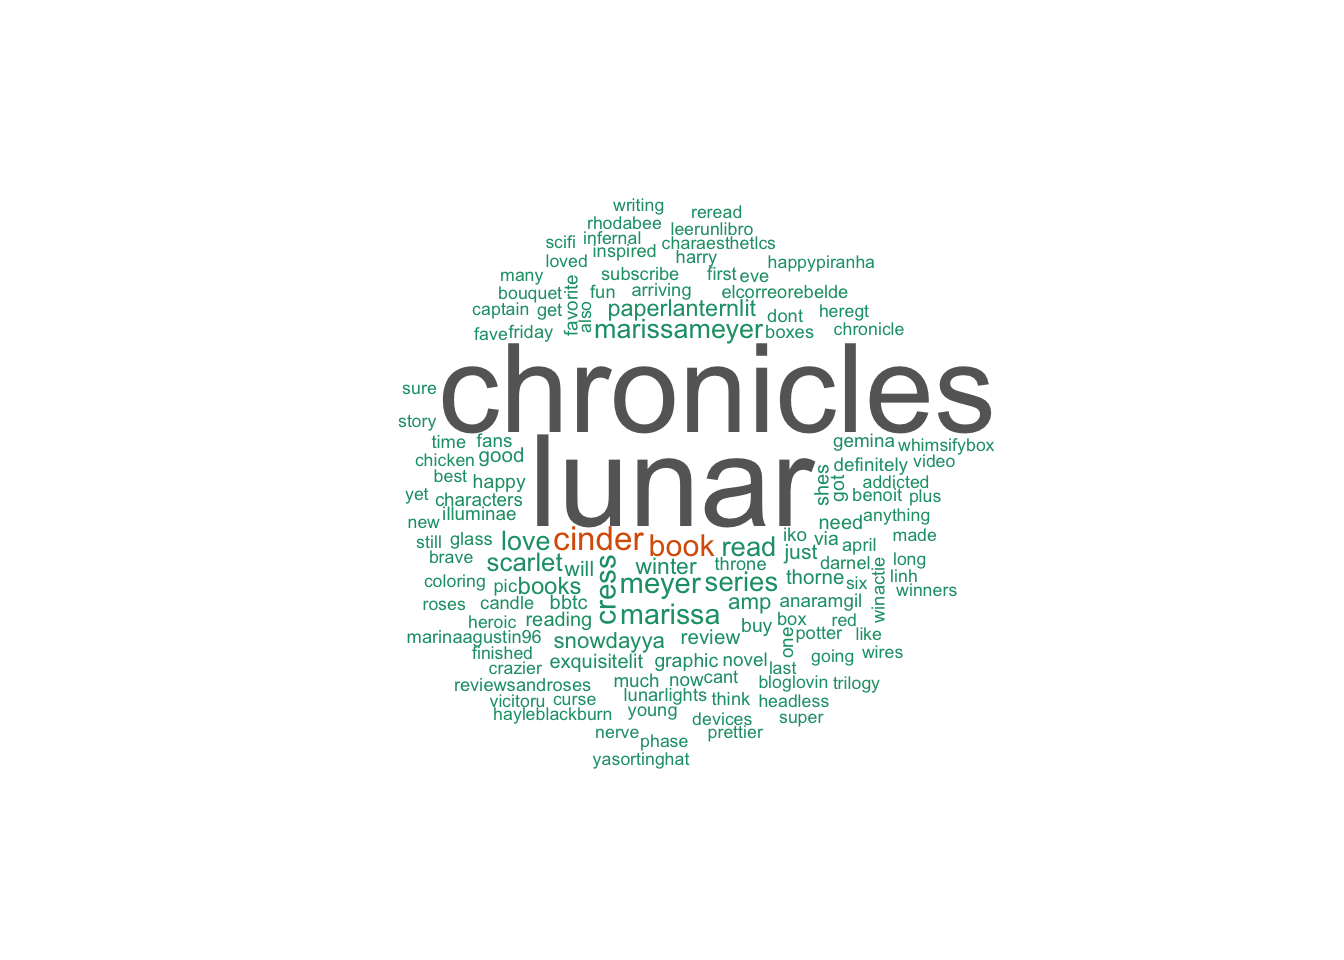 writing
reread
rhodabee
leerunlibro
scifi infernal charaesthetlcs
loved inspired harry
happypiranha
many subscribe first eve
bouquet favorite fun arriving elcorreorebelde
captain get also paperlanternlit dont heregt
fave friday marissameyer boxes chronicle
chronicles
sure
story
lunar
time fans gemina whimsifybox
chicken good definitely video
best happy shes got addicted
yet characters benoit plus
new illuminae need anything
still glass love cinder book read just iko via april made
brave scarlet will cress winter throne darnel long
coloring pic books meyer series thorne six winactie linh
roses candle bbtc marissa amp anaramgil winners
heroic reading buy box red
marinaagustin96 snowdayya review one potter like
finished exquisitelit graphic novel going wires
crazier last
reviewsandroses much now cant bloglovin trilogy
vicitoru curse lunarlights think headless
hayleblackburn young devices super
nerve phase prettier
yasortinghat